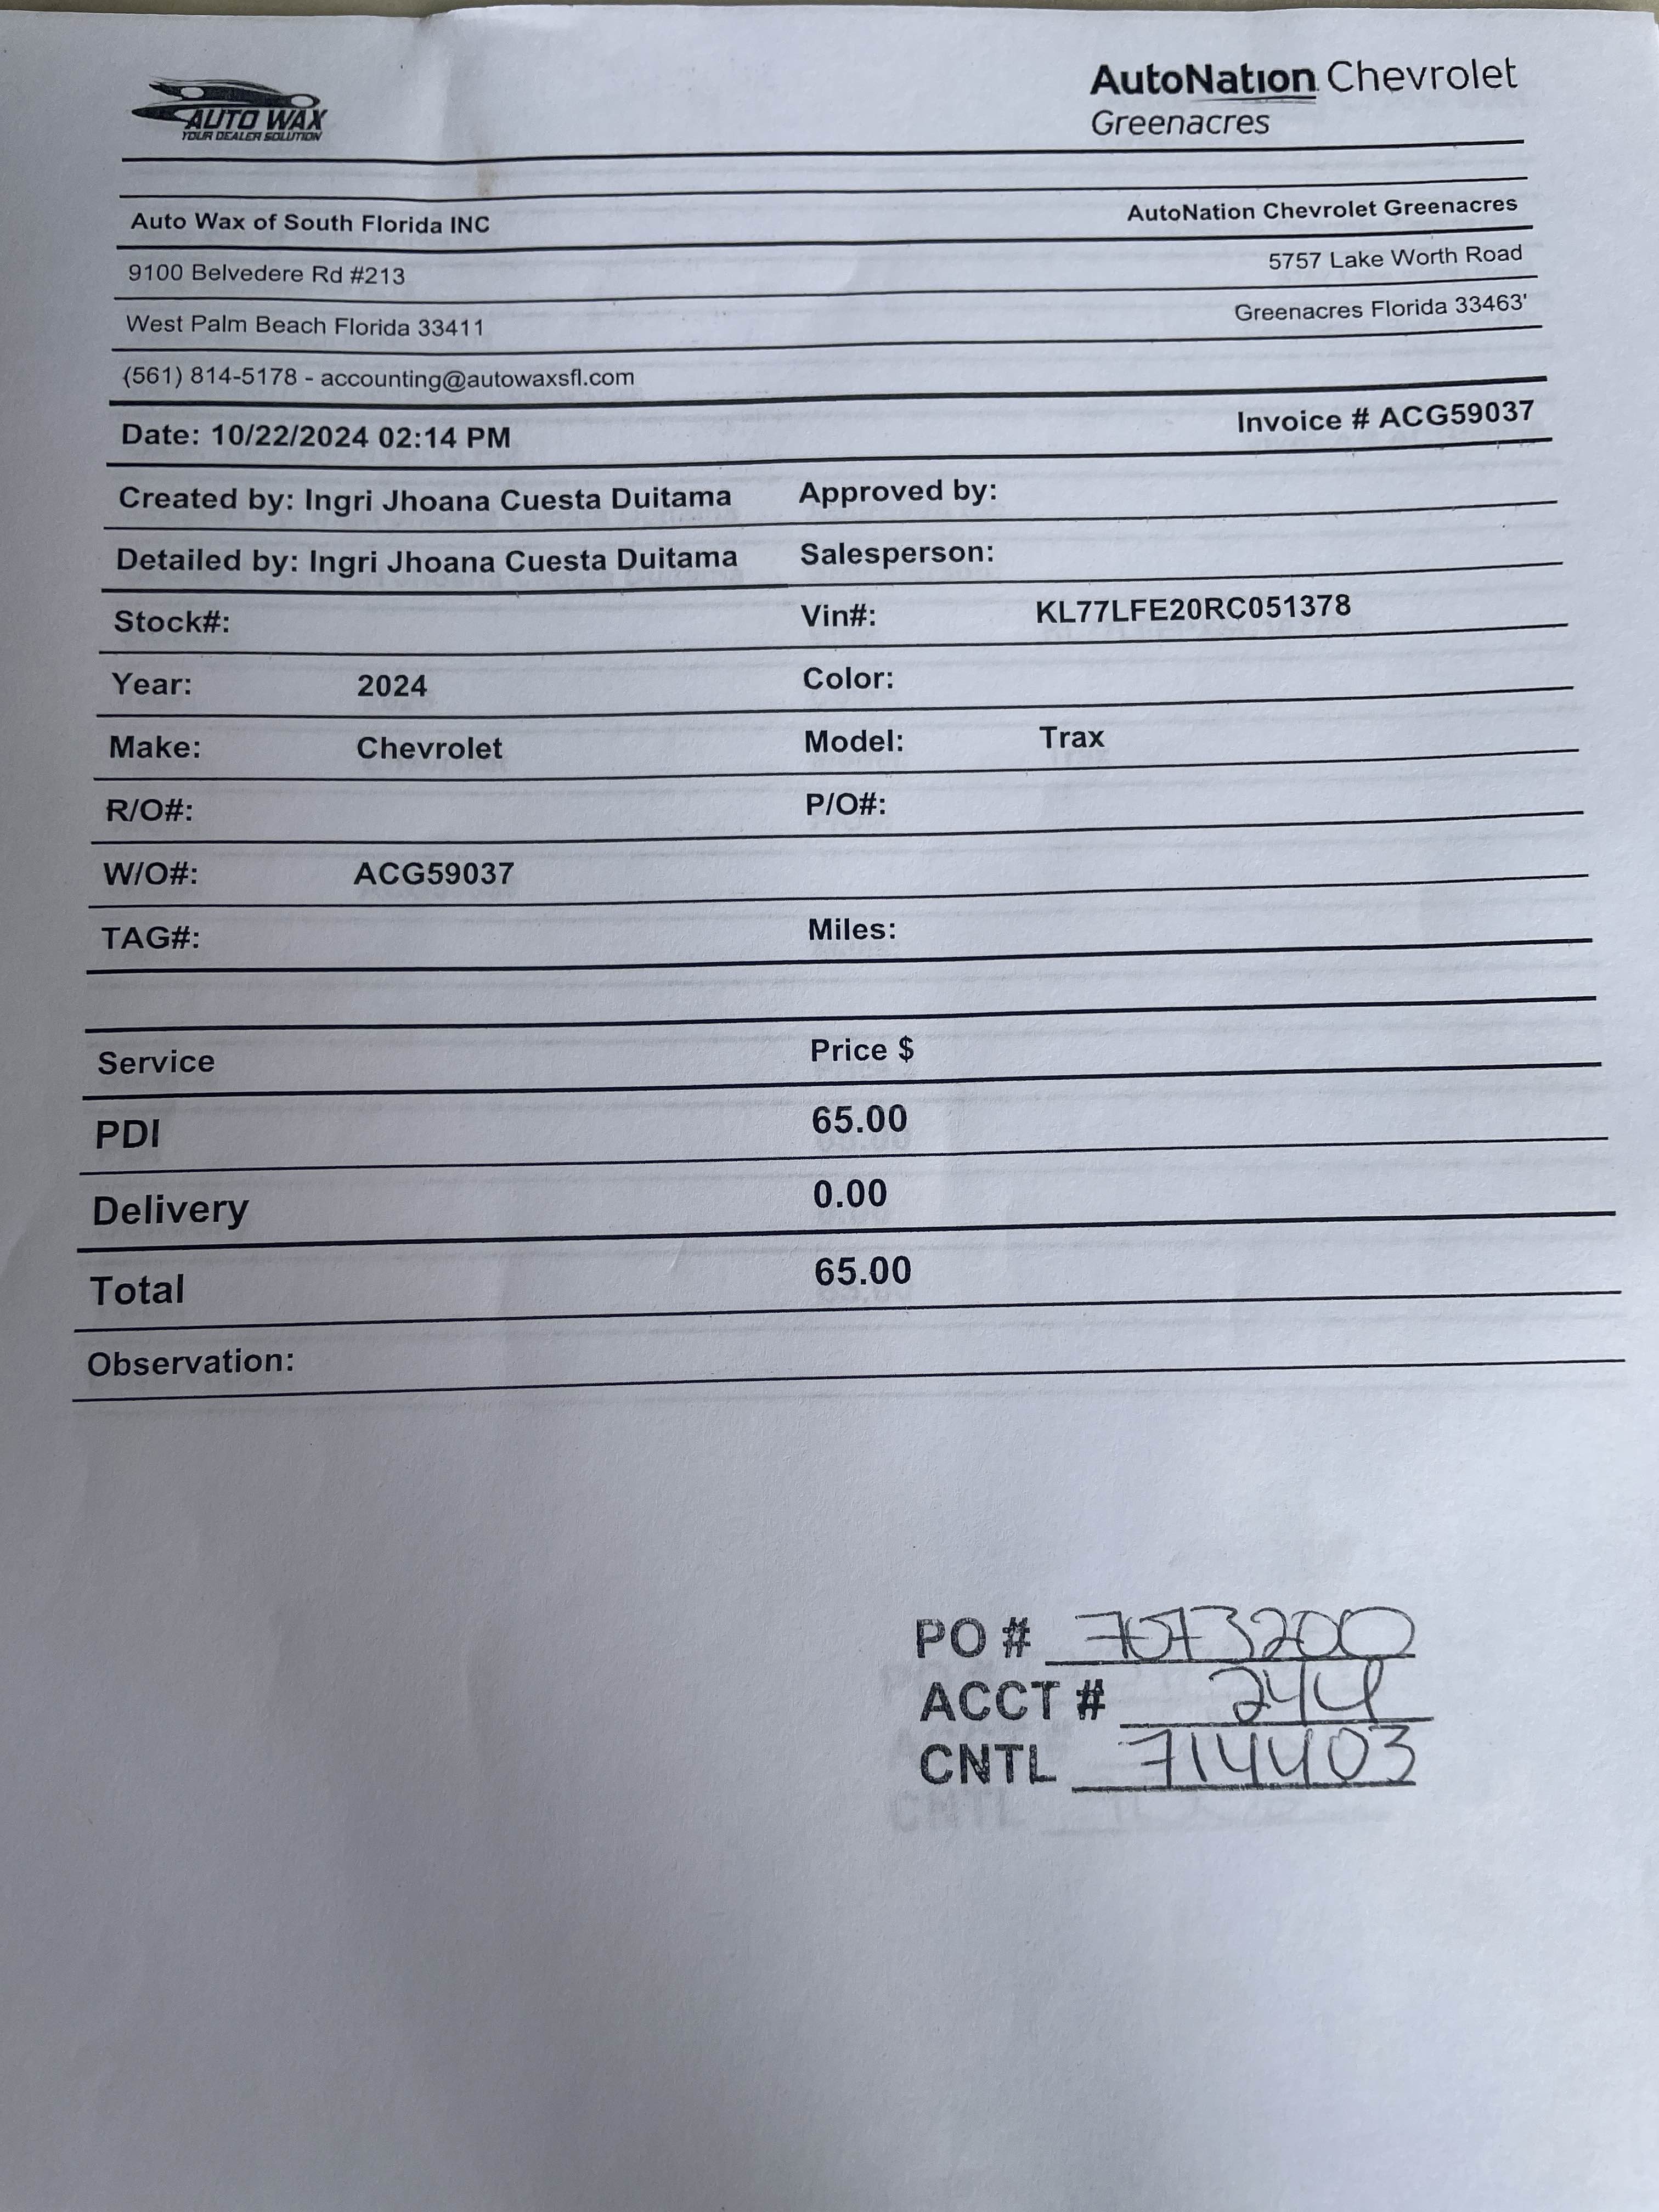 AUTO WAX
YOUR DEALER SOLUTION
AutoNation Chevrolet
Greenacres
Auto Wax of South Florida INC AutoNation Chevrolet Greenacres
9100 Belvedere Rd #213 5757 Lake Worth Road
West Palm Beach Florida 33411 Greenacres Florida 33463'
(561) 814-5178 - accounting@autowaxsfl.com
Date: 10/22/2024 02:14 PM Invoice # ACG59037
Created by: Ingri Jhoana Cuesta Duitama Approved by:
Detailed by: Ingri Jhoana Cuesta Duitama Salesperson:
Stock#: Vin#: KL77LFE20RC051378
Year: 2024 Color:
Make: Chevrolet Model: Trax
R/O#: P/O#:
W/O#: ACG59037
TAG#: Miles:
Service Price $
PDI 65.00
Delivery 0.00
Total 65.00
Observation:
PO # 7073200
ACCT # 244
CNTL 714403